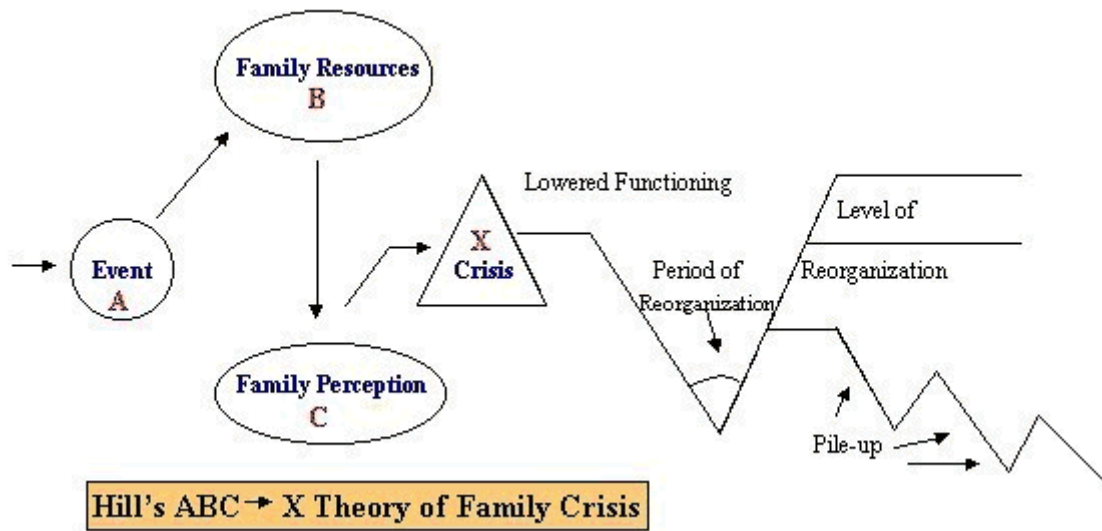 Family Resources
B
Event
A
Family Perception
C
X
Crisis
Lowered Functioning
Period of
Reorganization
Level of
Reorganization
Pile-up
Hill's ABC → X Theory of Family Crisis